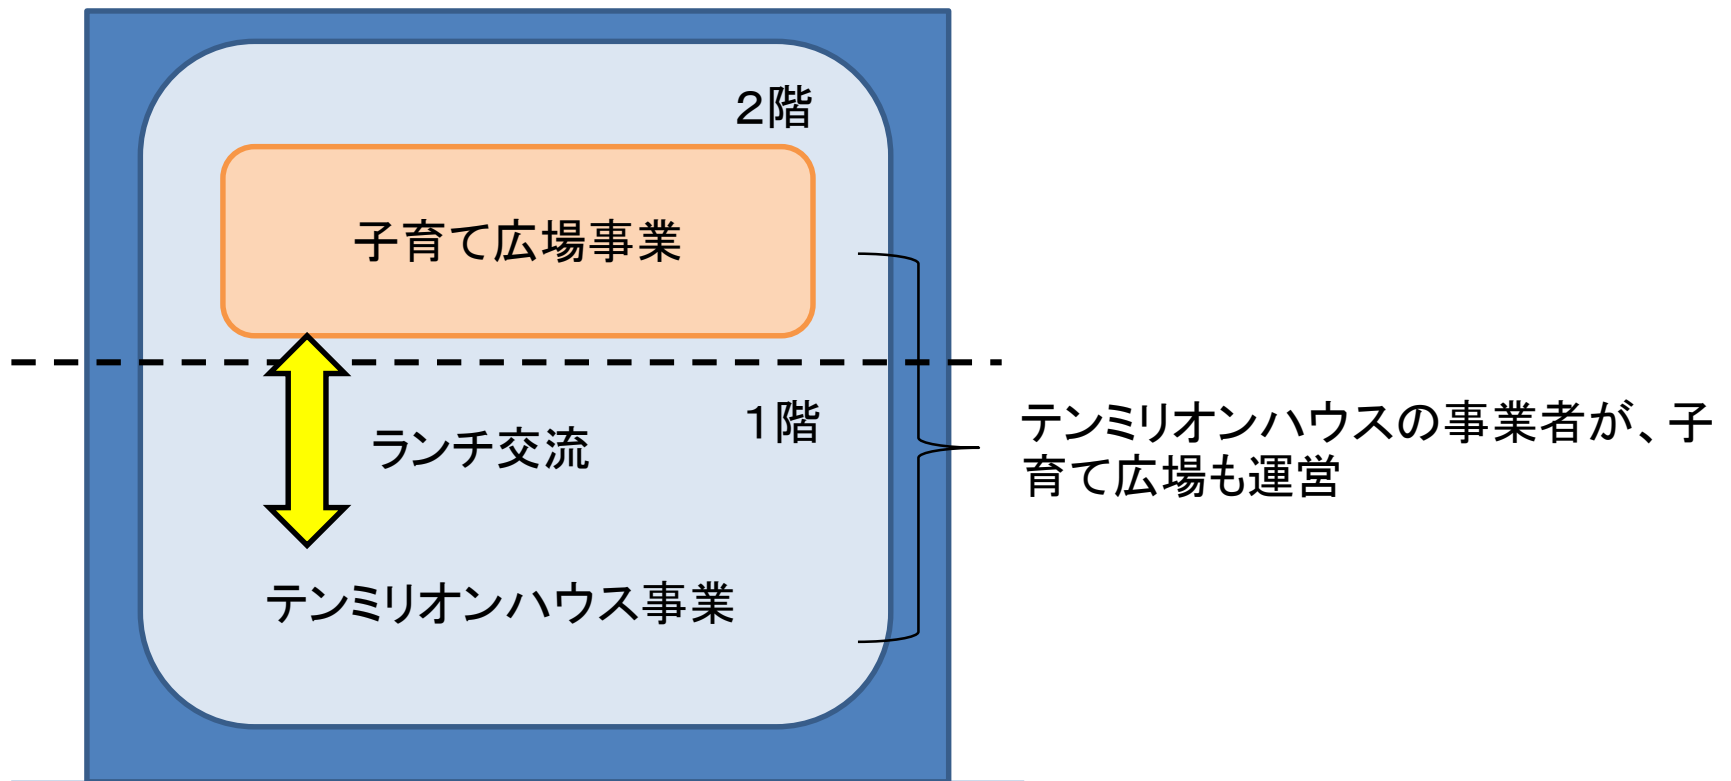 ２階
子育て広場事業
１階
ランチ交流
テンミリオンハウスの事業者が、子
育て広場も運営
テンミリオンハウス事業